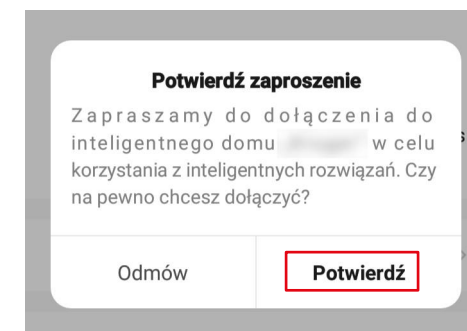 Potwierdź zaproszenie
Zapraszamy do dołączenia do
inteligentnego domu w celu
korzystania z inteligentnych rozwiązań. Czy
na pewno chcesz dołączyć?
Odmów
Potwierdź